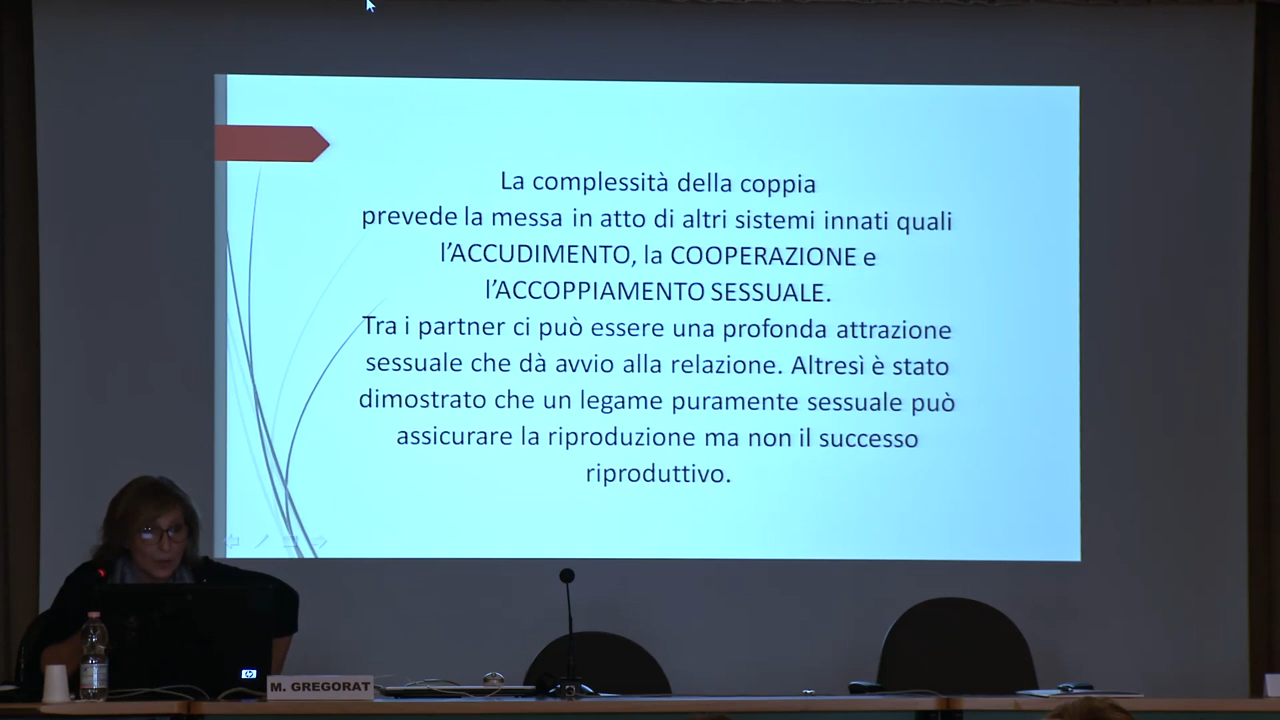 La complessità della coppia
prevede la messa in atto di altri sistemi innati quali
l'ACCUDIMENTO, la COOPERAZIONE e
l'ACCOPPIAMENTO SESSUALE.
Tra i partner ci può essere una profonda attrazione
sessuale che dà avvio alla relazione. Altresì è stato
dimostrato che un legame puramente sessuale può
assicurare la riproduzione ma non il successo
riproduttivo.
hp
M. GREGORAT